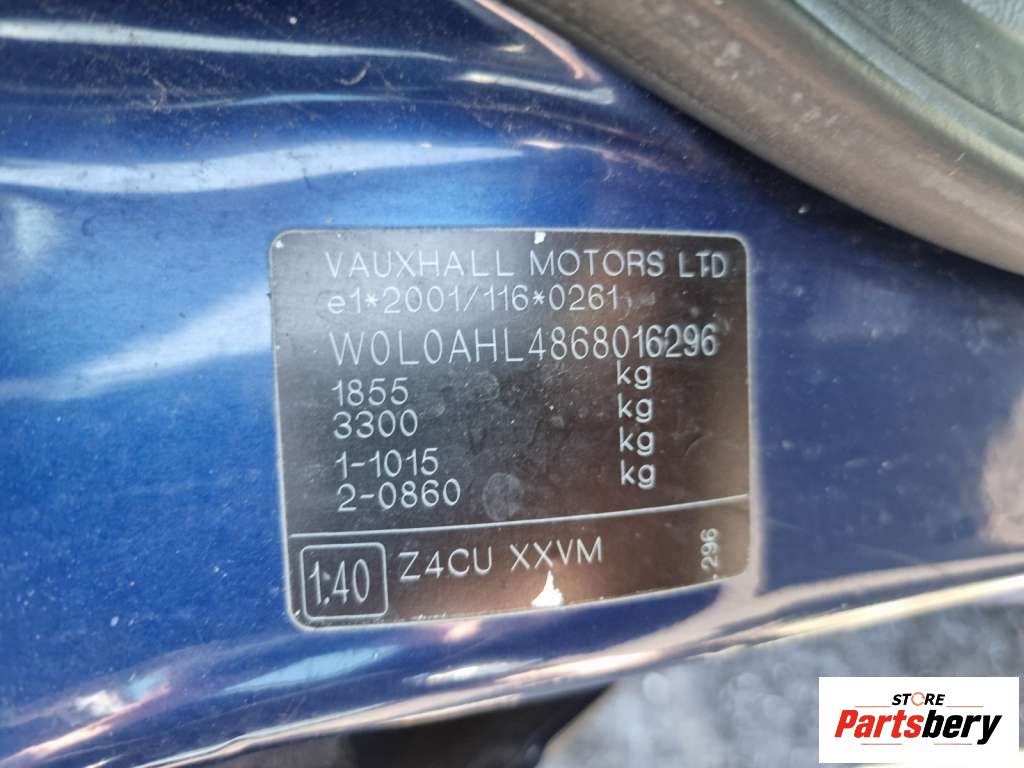 VAUXHALL MOTORS LTD
e1*2001/116*0261
W0L0AHL4868016296
1855 kg
3300 kg
1-1015 kg
2-0860 kg
1.40 Z4CU XXVM 296
STORE
Partsbery